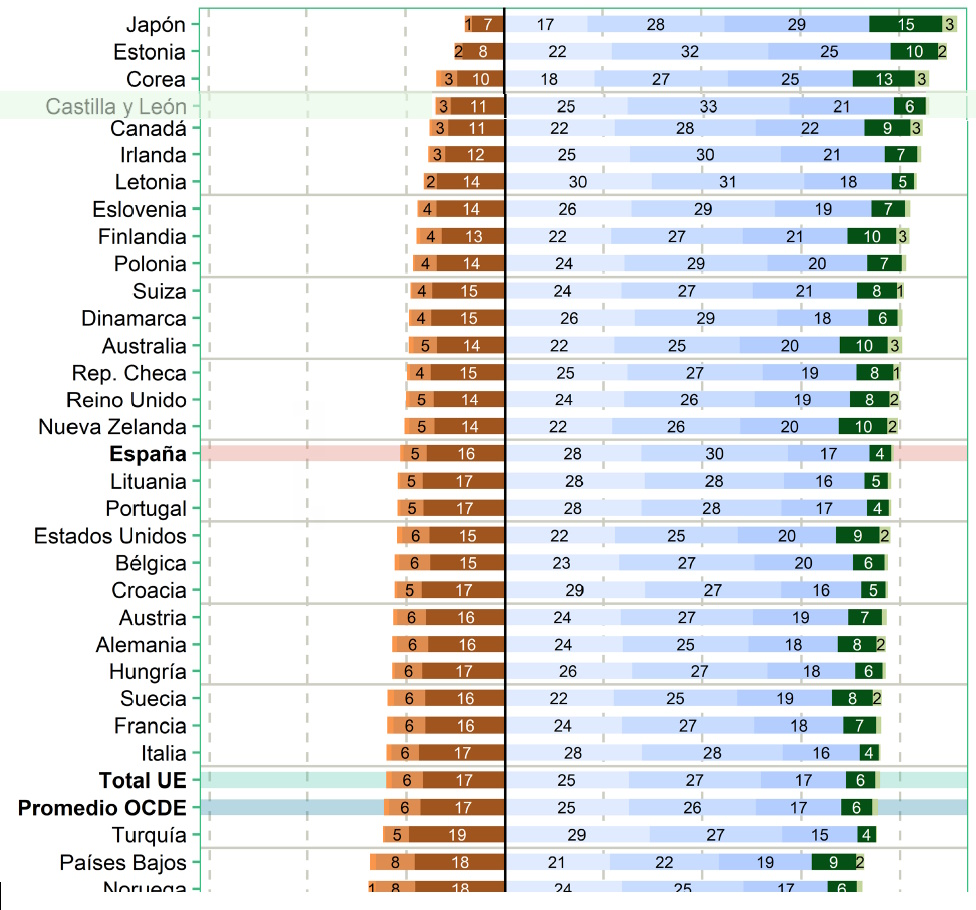 Japón 1 7 17 28 29 15 3
Estonia 2 8 22 32 25 10 2
Corea 3 10 18 27 25 13 3
Castilla y León 3 11 25 33 21 6
Canadá 3 11 22 28 22 9 3
Irlanda 3 12 25 30 21 7
Letonia 2 14 30 31 18 5
Eslovenia 4 14 26 29 19 7
Finlandia 4 13 22 27 21 10 3
Polonia 4 14 24 29 20 7
Suiza 4 15 24 27 21 8 1
Dinamarca 4 15 26 29 18 6
Australia 5 14 22 25 20 10 3
Rep. Checa 4 15 25 27 19 8 1
Reino Unido 5 14 24 26 19 8 2
Nueva Zelanda 5 14 22 26 20 10 2
España 5 16 28 30 17 4
Lituania 5 17 28 28 16 5
Portugal 5 17 28 28 17 4
Estados Unidos 6 15 22 25 20 9 2
Bélgica 6 15 23 27 20 6
Croacia 5 17 29 27 16 5
Austria 6 16 24 27 19 7
Alemania 6 16 24 25 18 8 2
Hungría 6 17 26 27 18 6
Suecia 6 16 22 25 19 8 2
Francia 6 16 24 27 18 7
Italia 6 17 28 28 16 4
Total UE 6 17 25 27 17 6
Promedio OCDE 6 17 25 26 17 6
Turquía 5 19 29 27 15 4
Países Bajos 8 18 21 22 19 9 2
Noruega 1 8 18 24 25 17 6